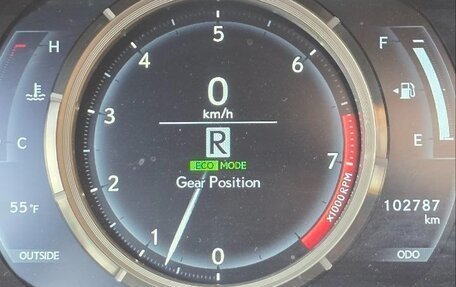 5
4 6
H F
0
km/h
3
R
C E
ECO MODE
2 7
Gear Position
x1000 RPM
55°F 102787
km
1 0
OUTSIDE ODO